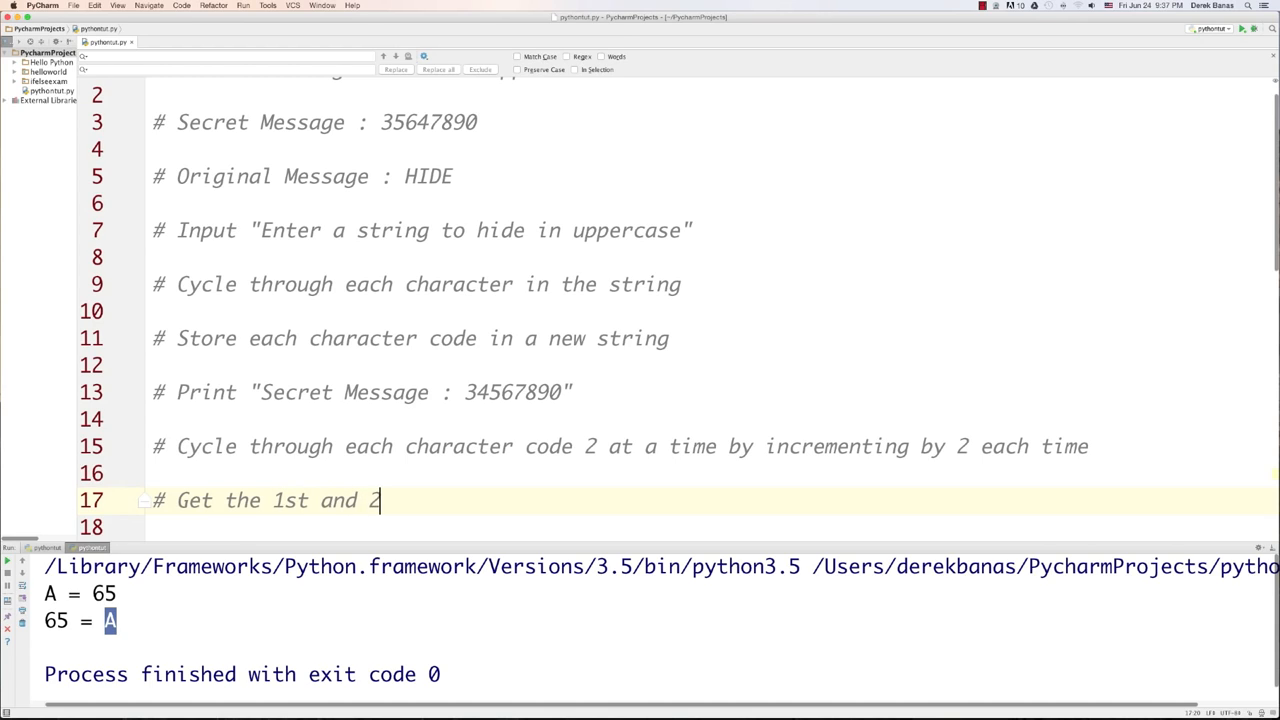 PyCharm File Edit View Navigate Code Refactor Run Tools VCS Window Help
Fri Jun 24 9:37 PM Derek Banas
pythontut.py - PycharmProjects - [~/PycharmProjects]
PycharmProjects pythontut.py
pythontut
pythontut.py ×
PycharmProject
Hello Python
helloworld
ifelseexam
pythontut.py
External Librarie
Match Case Regex Words
Replace Replace all Exclude Preserve Case In Selection
2
3 # Secret Message : 35647890
4
5 # Original Message : HIDE
6
7 # Input "Enter a string to hide in uppercase"
8
9 # Cycle through each character in the string
10
11 # Store each character code in a new string
12
13 # Print "Secret Message : 34567890"
14
15 # Cycle through each character code 2 at a time by incrementing by 2 each time
16
17 # Get the 1st and 2
18
Run: pythontut pythontut
/Library/Frameworks/Python.framework/Versions/3.5/bin/python3.5 /Users/derekbanas/PycharmProjects/pytho
A = 65
65 = A
Process finished with exit code 0
17:20 LF÷ UTF-8÷